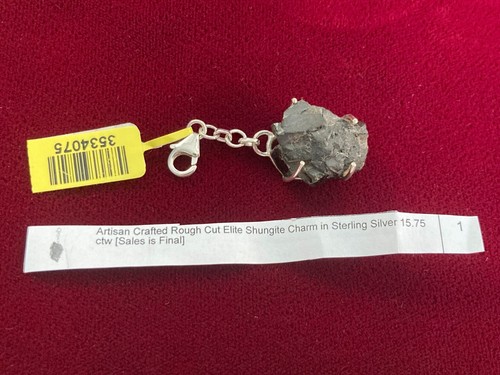 3534075
Artisan Crafted Rough Cut Elite Shungite Charm in Sterling Silver 15.75
ctw [Sales is Final]
1